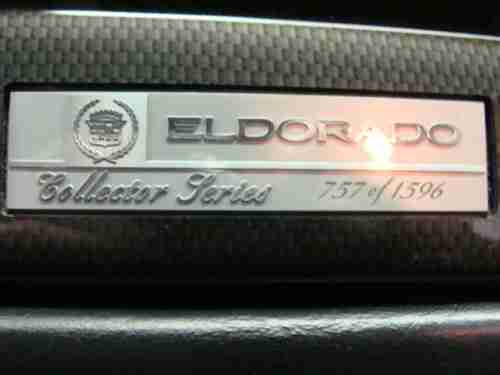 ELDORADO
Collector Series 757 of 1596